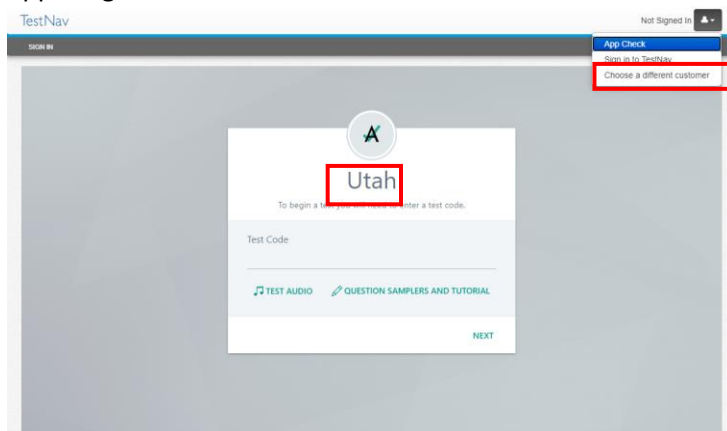 TestNav
Not Signed In
SIGN IN
App Check
Sign in to TestNav
Choose a different customer
Utah
To begin a test you will need to enter a test code.
Test Code
TEST AUDIO
QUESTION SAMPLERS AND TUTORIAL
NEXT